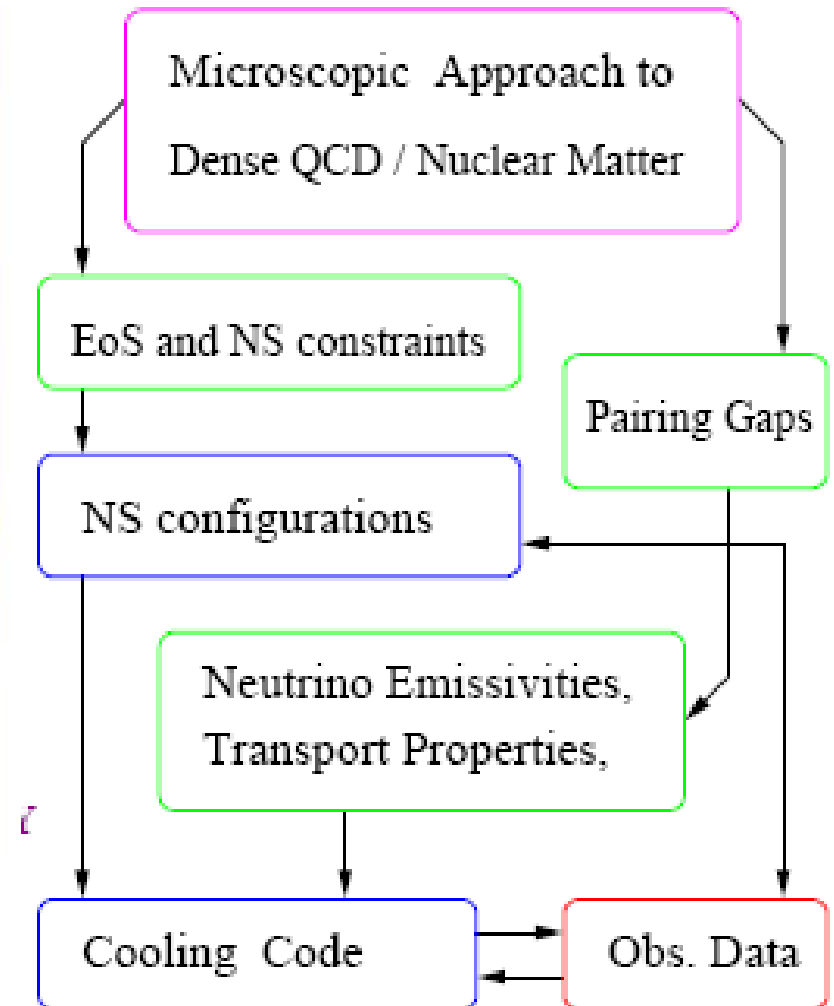 Microscopic Approach to
Dense QCD / Nuclear Matter
EoS and NS constraints
Pairing Gaps
NS configurations
Neutrino Emissivities,
Transport Properties,
Cooling Code
Obs. Data